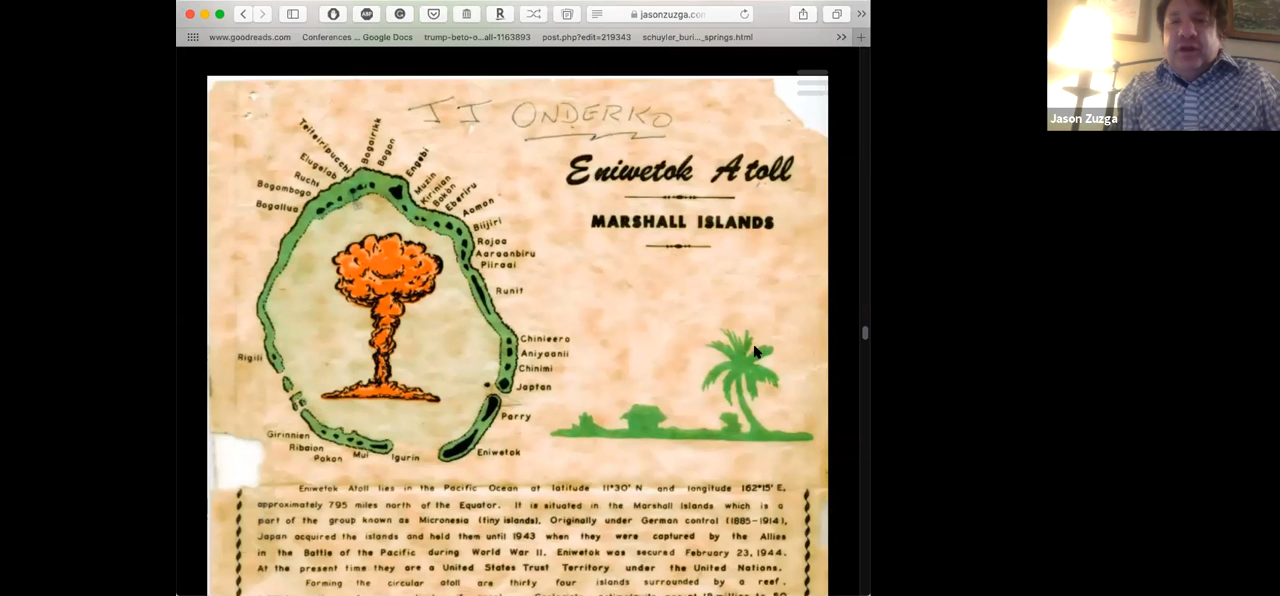 jasonzuzga.com
www.goodreads.com Conferences ... Google Docs trump-beto-o...all-1163893 post.php?edit=219343 schuyler_buri..._springs.html
Jason Zuzga
JJ ONDERKO
Eniwetok Atoll
MARSHALL ISLANDS
Teiteiripucchi
Bogairikk
Bogon
Engebi
Elugelab
Ruchi
Bogombogo
Bogallua
Muzin
Kirinian
Bokon
Eberiru
Aomon
Biijiri
Rojoa
Aaraanbiru
Piiraai
Runit
Chinieero
Aniyaanii
Chinimi
Japtan
Parry
Eniwetok
Rigili
Girinnien
Ribaion
Pokon
Mui
Igurin
Eniwetok Atoll lies in the Pacific Ocean at latitude 11°30' N and longitude 162°15' E,
approximately 795 miles north of the Equator. It is situated in the Marshall Islands which is a
part of the group known as Micronesia (tiny islands). Originally under German control (1885-1914),
Japan acquired the islands and held them until 1943 when they were captured by the Allies
in the Battle of the Pacific during World War II. Eniwetok was secured February 23, 1944.
At the present time they are a United States Trust Territory under the United Nations.
Forming the circular atoll are thirty four islands surrounded by a reef.